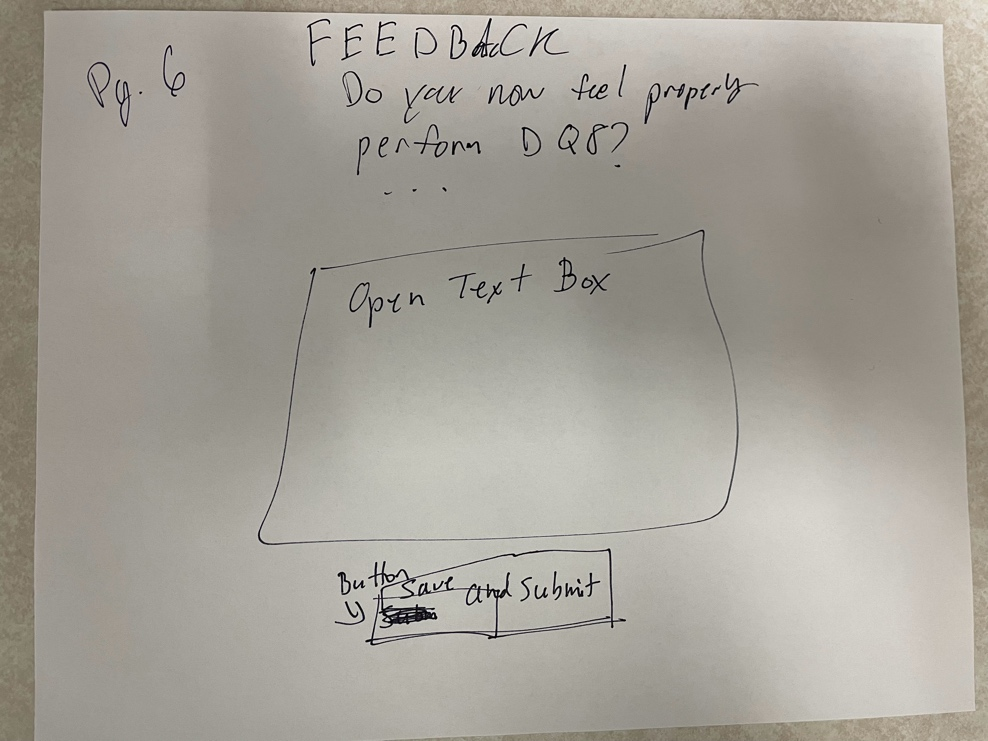 Pg. 6
FEEDBACK
Do you now feel properly
perform DQ8?
...
Open Text Box
Button
Save and Submit